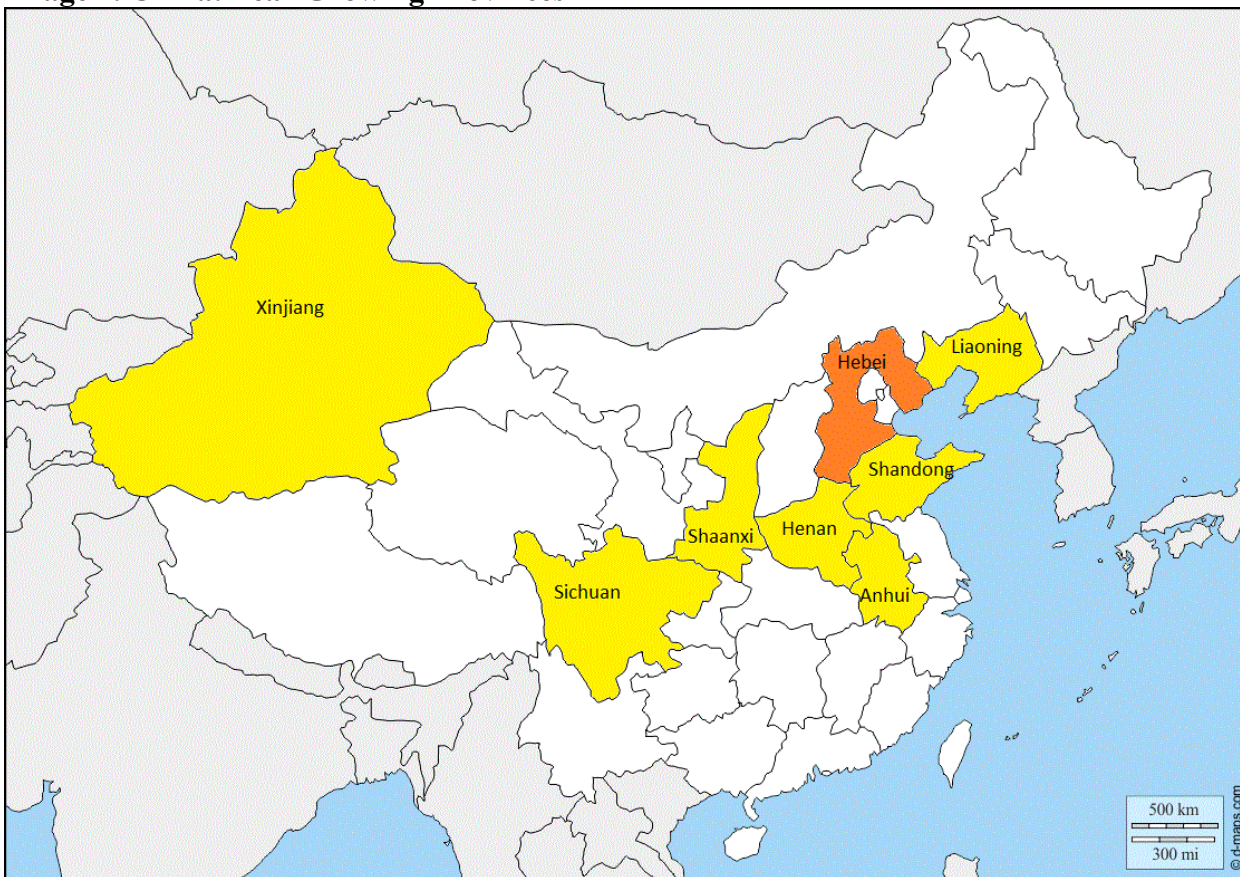 Xinjiang
Hebei
Liaoning
Shandong
Shaanxi
Henan
Sichuan
Anhui
500 km
300 mi
© d-maps.com